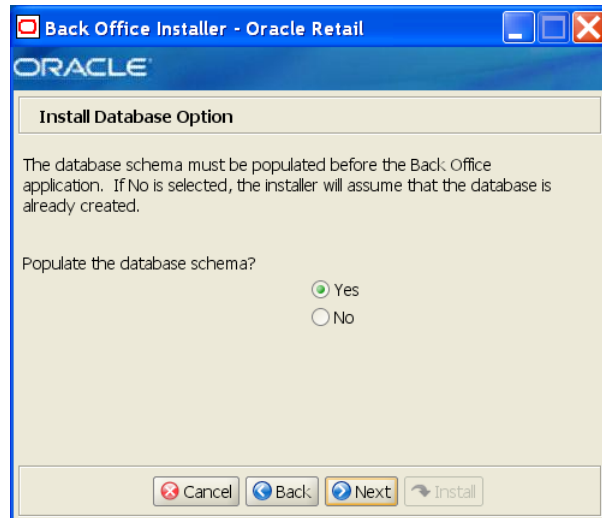 Back Office Installer - Oracle Retail
ORACLE
Install Database Option
The database schema must be populated before the Back Office
application. If No is selected, the installer will assume that the database is
already created.
Populate the database schema?
Yes
No
Cancel Back Next Install